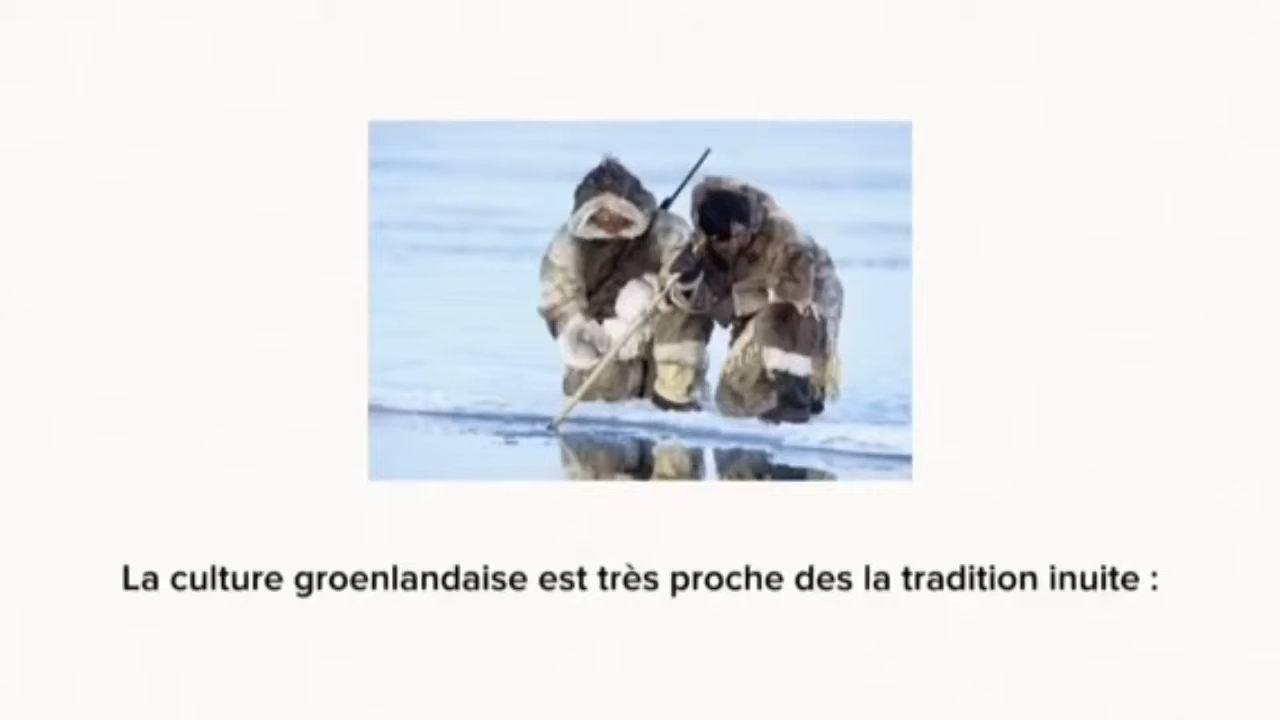 La culture groenlandaise est très proche des la tradition inuite :